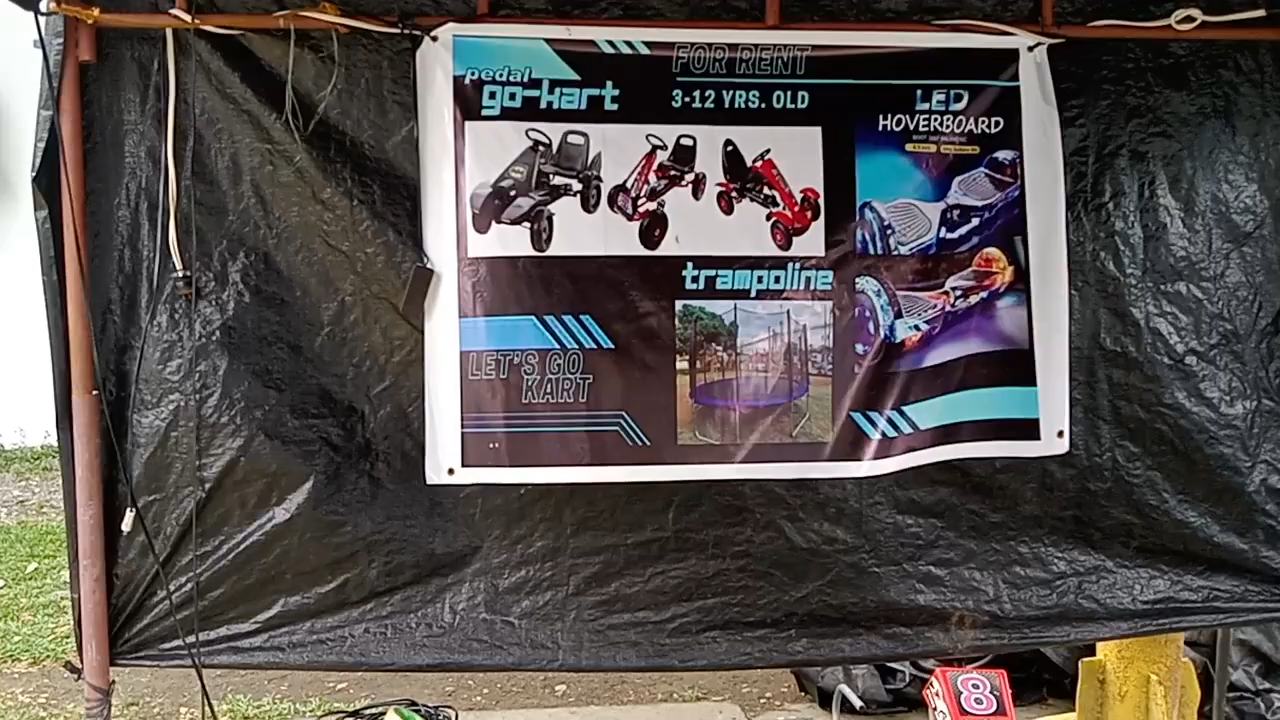 FOR RENT
pedal
go-kart
3-12 YRS. OLD
LED
HOVERBOARD
trampoline
LET'S GO
KART
8